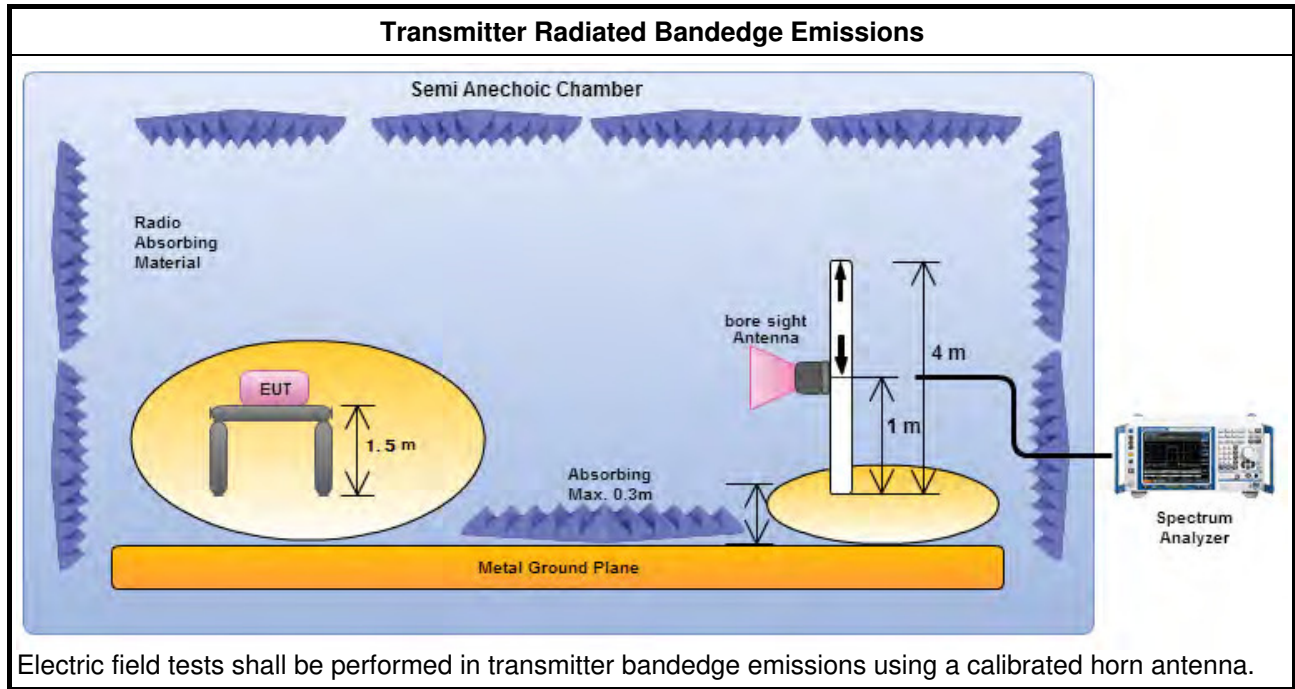 Transmitter Radiated Bandedge Emissions
Semi Anechoic Chamber
Radio
Absorbing
Material
bore sight
Antenna
4 m
EUT
1.5 m
1 m
Absorbing
Max. 0.3m
Spectrum
Analyzer
Metal Ground Plane
Electric field tests shall be performed in transmitter bandedge emissions using a calibrated horn antenna.